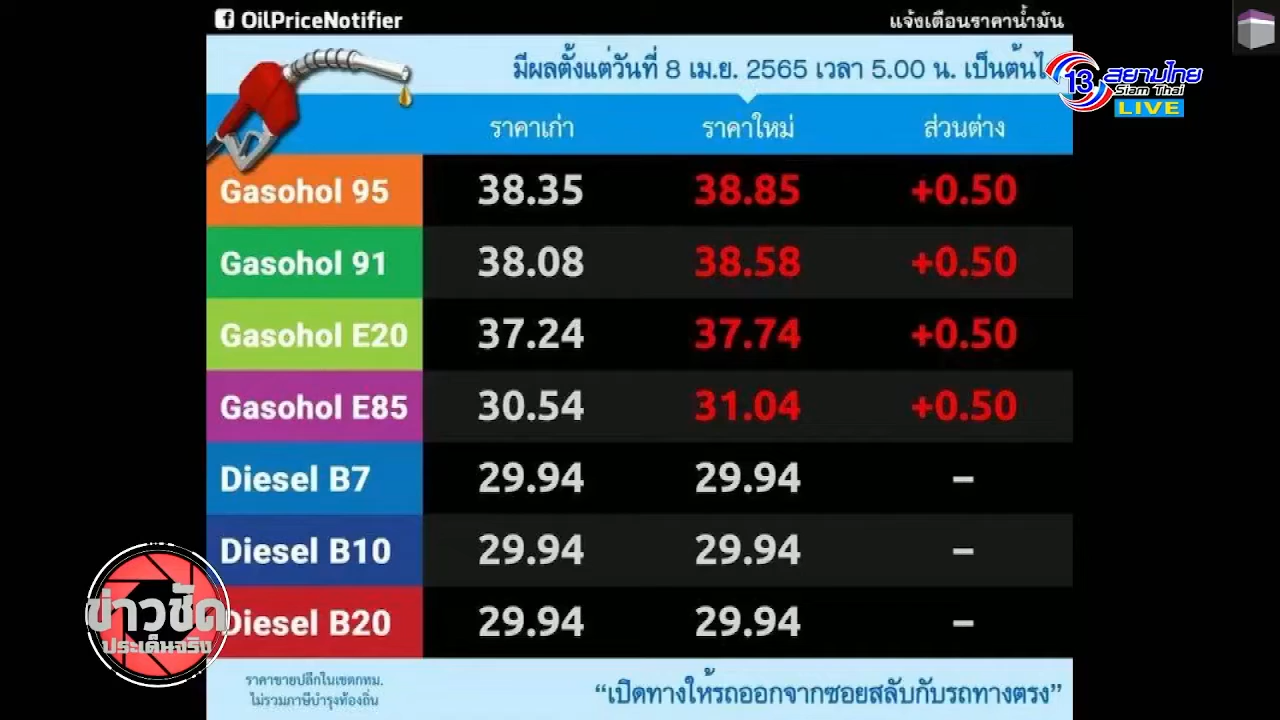 f OilPriceNotifier
แจ้งเตือนราคาน้ำมัน
มีผลตั้งแต่วันที่ 8 เม.ย. 2565 เวลา 5.00 น. เป็นต้นไ
13 สยามไทย
Siam Thai
LIVE
ราคาเก่า ราคาใหม่ ส่วนต่าง
Gasohol 95 38.35 38.85 +0.50
Gasohol 91 38.08 38.58 +0.50
Gasohol E20 37.24 37.74 +0.50
Gasohol E85 30.54 31.04 +0.50
Diesel B7 29.94 29.94 –
Diesel B10 29.94 29.94 –
Diesel B20 29.94 29.94 –
ข่าวชัด
ประเด็นจริง
ราคาขายปลีกในเขตกทม.
ไม่รวมภาษีบำรุงท้องถิ่น
“เปิดทางให้รถออกจากซอยสลับกับรถทางตรง”